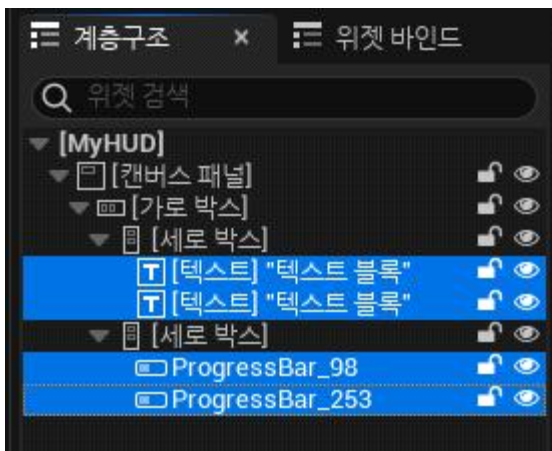 계층구조 × 위젯 바인드
위젯 검색
[MyHUD]
[캔버스 패널]
[가로 박스]
[세로 박스]
T [텍스트] "텍스트 블록"
T [텍스트] "텍스트 블록"
[세로 박스]
ProgressBar_98
ProgressBar_253